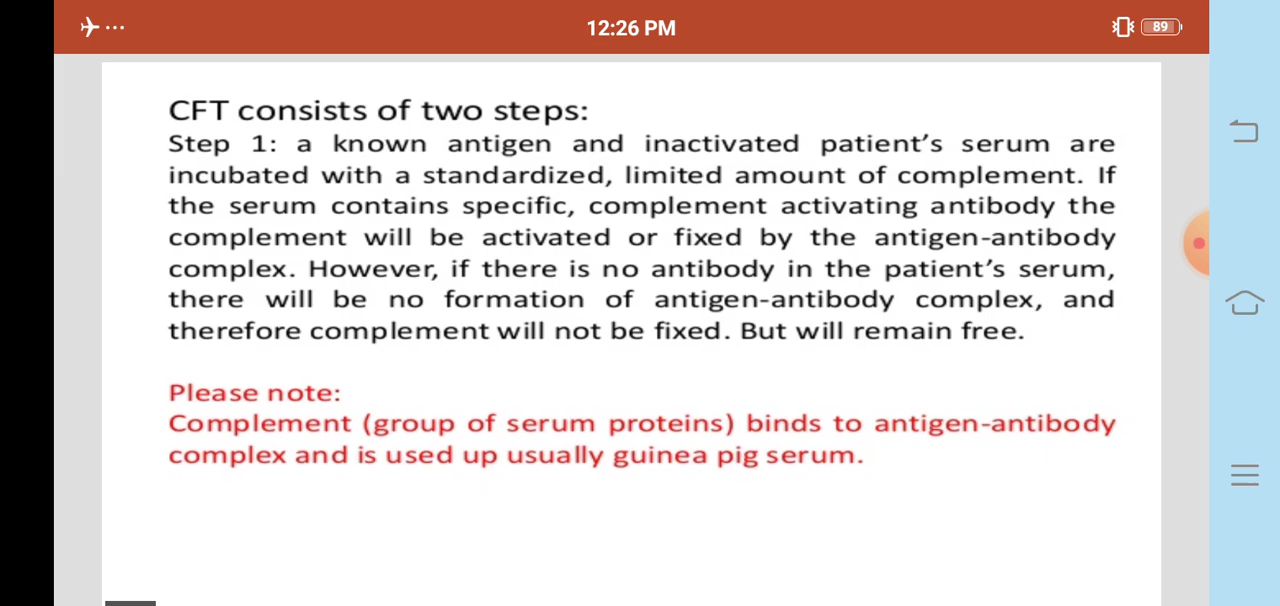 12:26 PM
89
CFT consists of two steps:
Step 1: a known antigen and inactivated patient's serum are
incubated with a standardized, limited amount of complement. If
the serum contains specific, complement activating antibody the
complement will be activated or fixed by the antigen-antibody
complex. However, if there is no antibody in the patient's serum,
there will be no formation of antigen-antibody complex, and
therefore complement will not be fixed. But will remain free.
Please note:
Complement (group of serum proteins) binds to antigen-antibody
complex and is used up usually guinea pig serum.